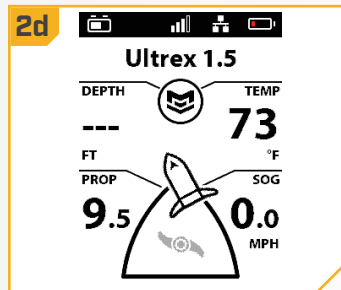 2d
Ultrex 1.5
DEPTH TEMP
--- 73
FT °F
PROP SOG
9.5 0.0
MPH